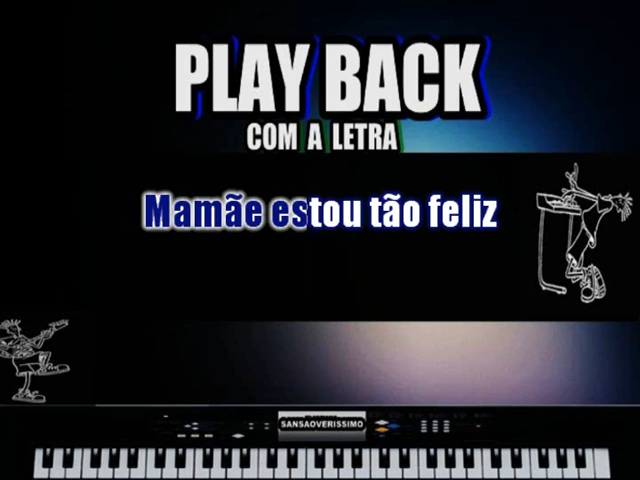 PLAY BACK
COM A LETRA
Mamãe estou tão feliz
SANSAOVERISSIMO